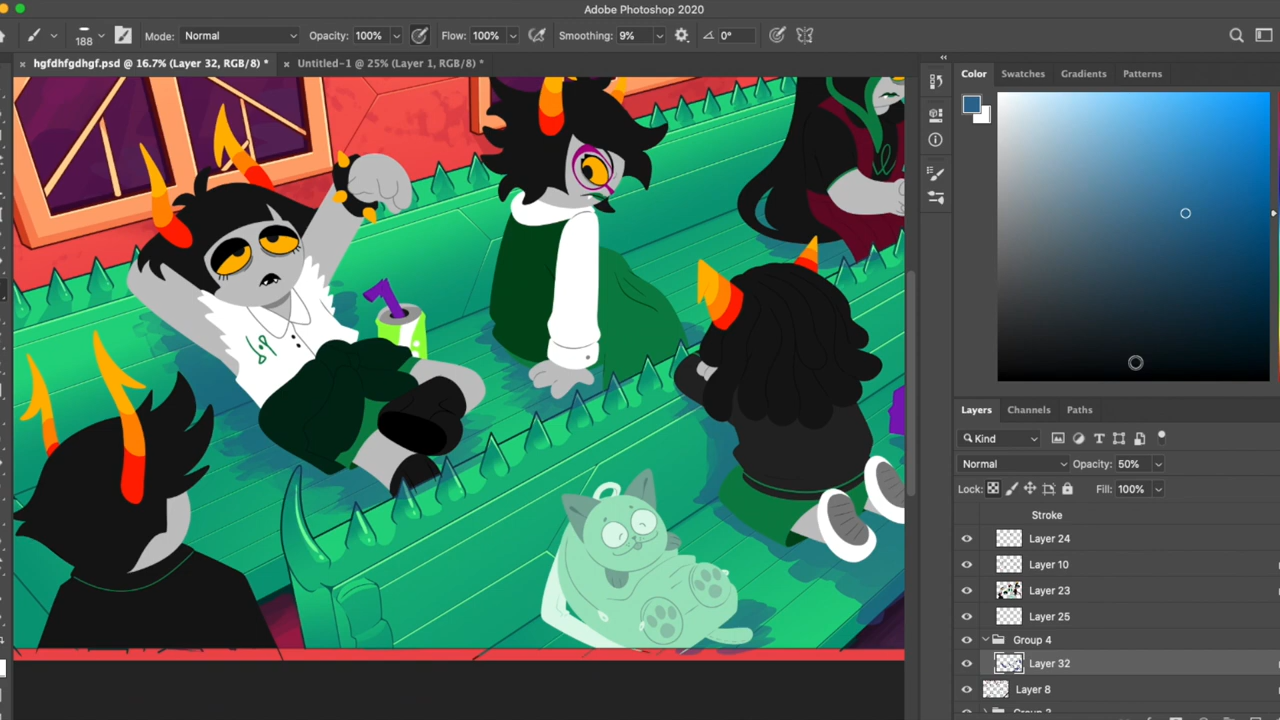 Adobe Photoshop 2020
188 Mode: Normal Opacity: 100% Flow: 100% Smoothing: 9% 0°
× hgfdhfgdhgf.psd @ 16.7% (Layer 32, RGB/8) * × Untitled-1 @ 25% (Layer 1, RGB/8) *
Color Swatches Gradients Patterns
Layers Channels Paths
Kind
Normal Opacity: 50%
Lock: Fill: 100%
Stroke
Layer 24
Layer 10
Layer 23
Layer 25
Group 4
Layer 32
Layer 8